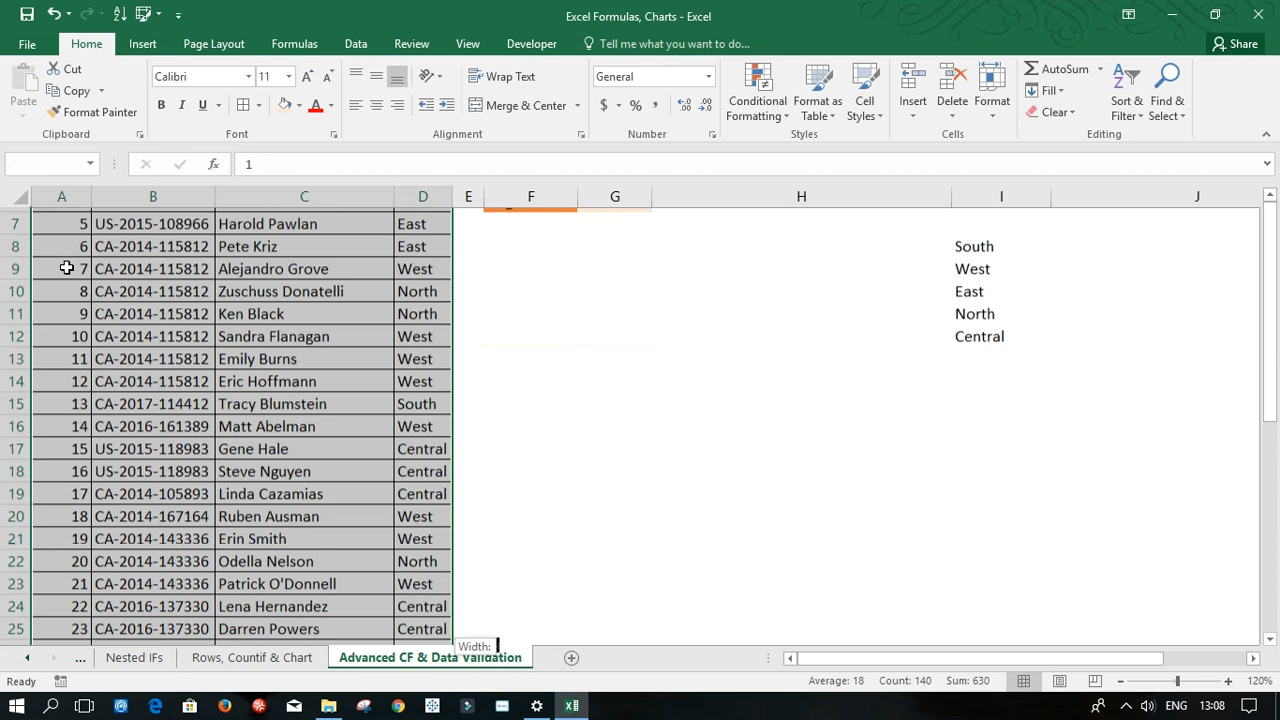 Excel Formulas, Charts - Excel
File Home Insert Page Layout Formulas Data Review View Developer Tell me what you want to do... Share
Paste Cut Copy Format Painter
Calibri 11 Wrap Text General AutoSum
B I U A Merge & Center $ % , Conditional Formatting Format as Table Cell Styles Insert Delete Format Fill Clear Sort & Filter Find & Select
Clipboard Font Alignment Number Styles Cells Editing
fx 1
A B C D E F G H I J
7 5 US-2015-108966 Harold Pawlan East
8 6 CA-2014-115812 Pete Kriz East South
9 7 CA-2014-115812 Alejandro Grove West West
10 8 CA-2014-115812 Zuschuss Donatelli North East
11 9 CA-2014-115812 Ken Black North North
12 10 CA-2014-115812 Sandra Flanagan West Central
13 11 CA-2014-115812 Emily Burns West
14 12 CA-2014-115812 Eric Hoffmann West
15 13 CA-2017-114412 Tracy Blumstein South
16 14 CA-2016-161389 Matt Abelman West
17 15 US-2015-118983 Gene Hale Central
18 16 US-2015-118983 Steve Nguyen Central
19 17 CA-2014-105893 Linda Cazamias Central
20 18 CA-2014-167164 Ruben Ausman West
21 19 CA-2014-143336 Erin Smith West
22 20 CA-2014-143336 Odella Nelson North
23 21 CA-2014-143336 Patrick O'Donnell West
24 22 CA-2016-137330 Lena Hernandez Central
25 23 CA-2016-137330 Darren Powers Central
Width:
... Nested IFs Rows, Countif & Chart Advanced CF & Data Validation
Ready Average: 18 Count: 140 Sum: 630 120%
ENG 13:08